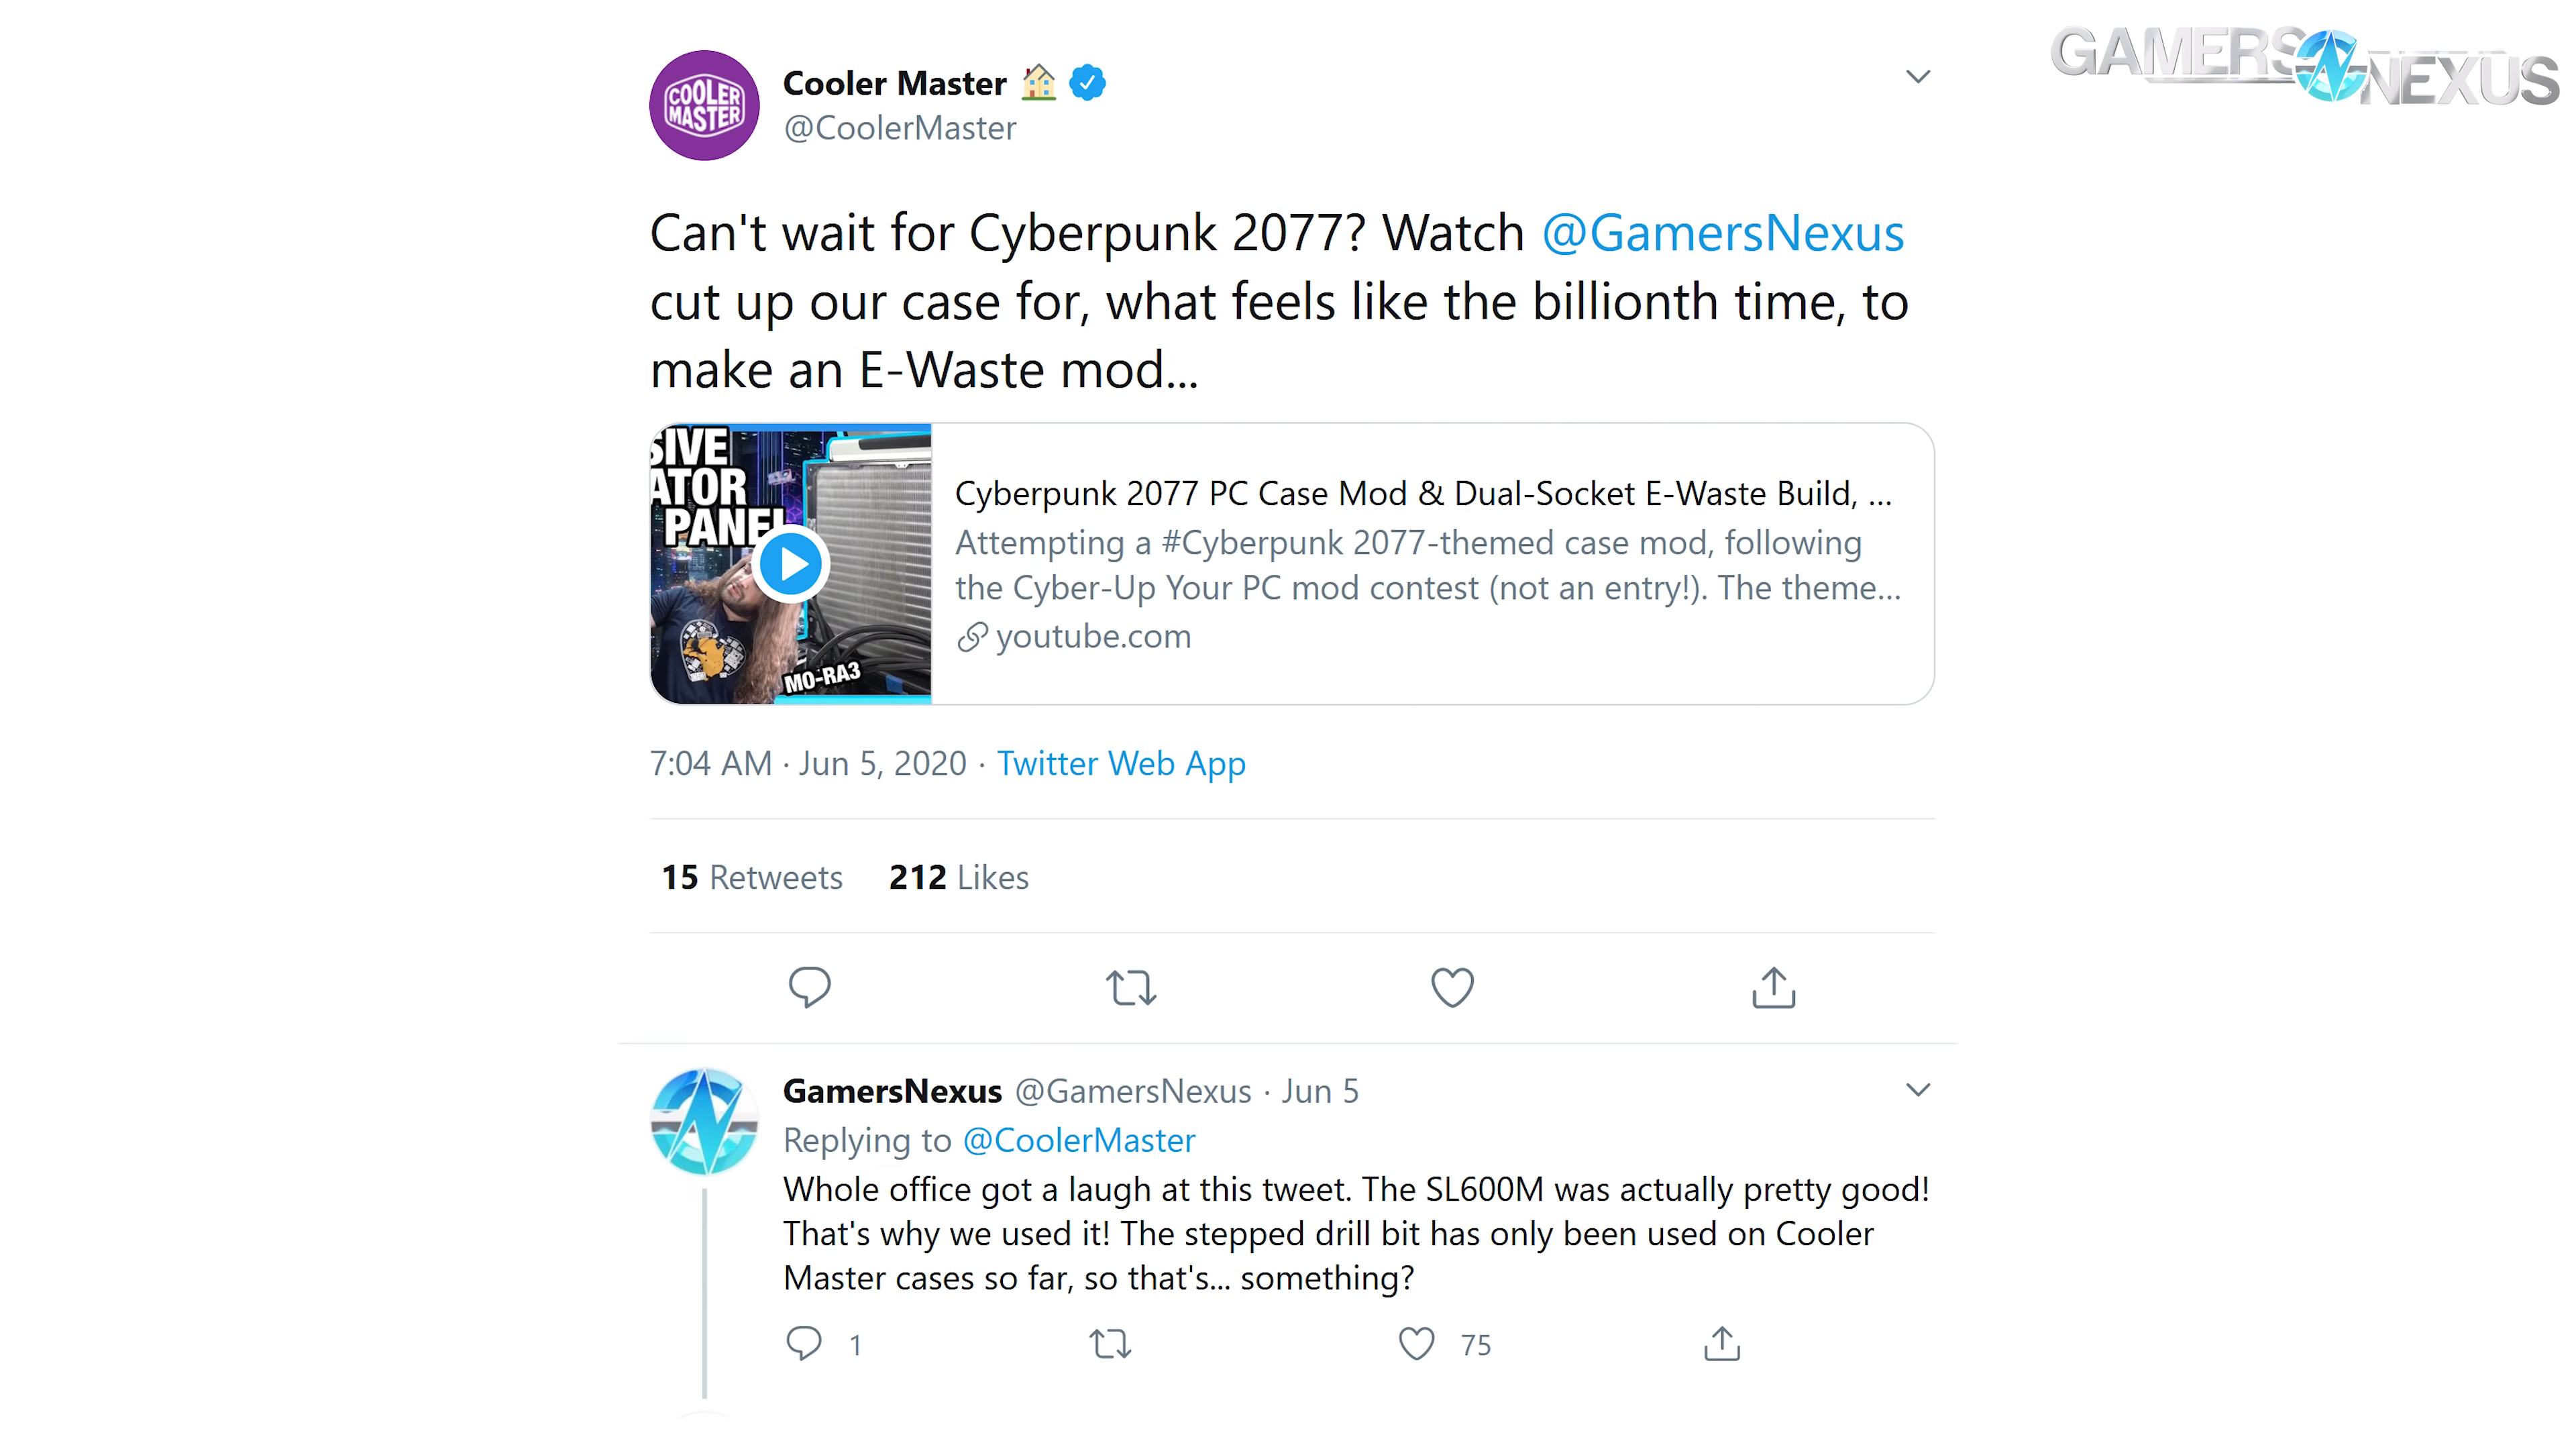 GAMERS NEXUS
COOLER
MASTER
Cooler Master
@CoolerMaster
Can't wait for Cyberpunk 2077? Watch @GamersNexus
cut up our case for, what feels like the billionth time, to
make an E-Waste mod...
SIVE
ATOR
PANEL
MO-RA3
Cyberpunk 2077 PC Case Mod & Dual-Socket E-Waste Build, ...
Attempting a #Cyberpunk 2077-themed case mod, following
the Cyber-Up Your PC mod contest (not an entry!). The theme...
youtube.com
7:04 AM · Jun 5, 2020 · Twitter Web App
15 Retweets 212 Likes
GamersNexus @GamersNexus · Jun 5
Replying to @CoolerMaster
Whole office got a laugh at this tweet. The SL600M was actually pretty good!
That's why we used it! The stepped drill bit has only been used on Cooler
Master cases so far, so that's... something?
1 75